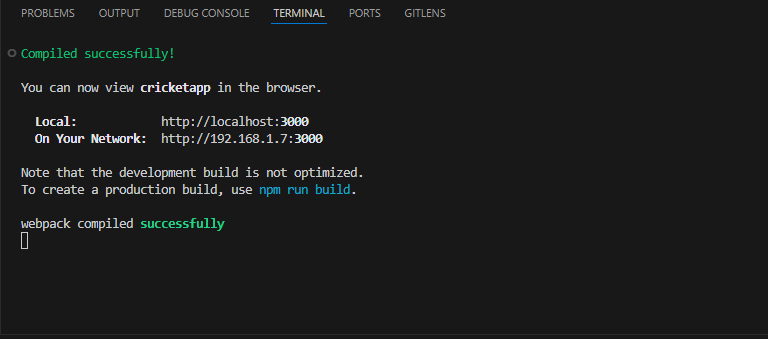 PROBLEMS OUTPUT DEBUG CONSOLE TERMINAL PORTS GITLENS
Compiled successfully!
You can now view cricketapp in the browser.
Local: http://localhost:3000
On Your Network: http://192.168.1.7:3000
Note that the development build is not optimized.
To create a production build, use npm run build.
webpack compiled successfully